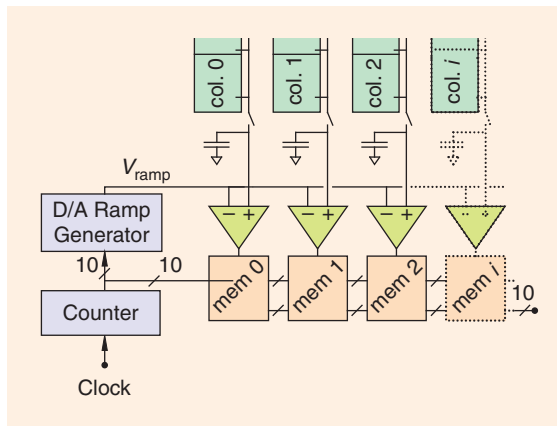 col. 0
col. 1
col. 2
col. i
Vramp
D/A Ramp
Generator
− +
− +
− +
10
10
mem 0
mem 1
mem 2
mem i
10
Counter
Clock